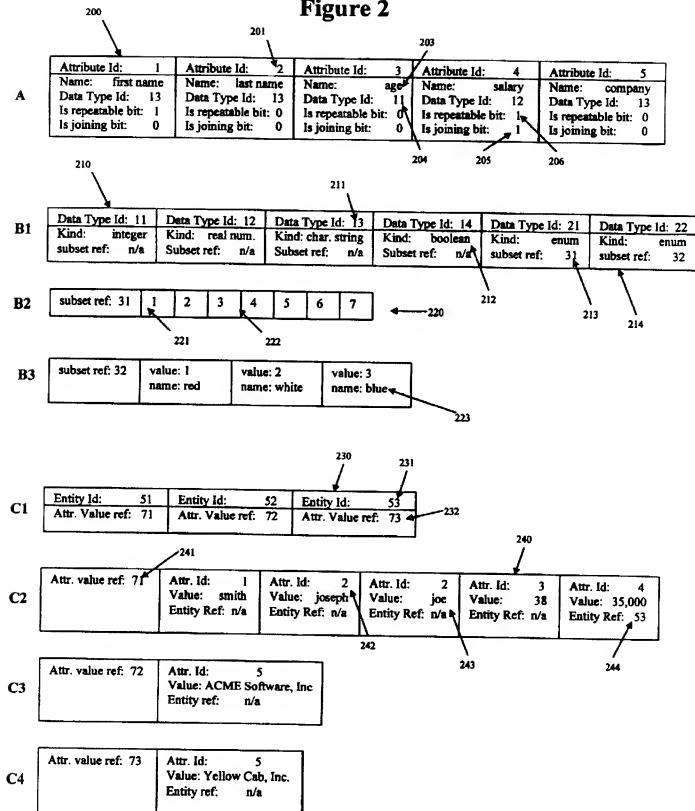 Figure 2
200
201
203
A
Attribute Id: 1
Name: first name
Data Type Id: 13
Is repeatable bit: 1
Is joining bit: 0
Attribute Id: 2
Name: last name
Data Type Id: 13
Is repeatable bit: 0
Is joining bit: 0
Attribute Id: 3
Name: age
Data Type Id: 11
Is repeatable bit: 0
Is joining bit: 0
Attribute Id: 4
Name: salary
Data Type Id: 12
Is repeatable bit: 1
Is joining bit: 1
Attribute Id: 5
Name: company
Data Type Id: 13
Is repeatable bit: 0
Is joining bit: 0
204
205
206
210
211
B1
Data Type Id: 11
Kind: integer
subset ref: n/a
Data Type Id: 12
Kind: real num.
Subset ref: n/a
Data Type Id: 13
Kind: char. string
Subset ref: n/a
Data Type Id: 14
Kind: boolean
Subset ref: n/a
Data Type Id: 21
Kind: enum
subset ref: 31
Data Type Id: 22
Kind: enum
subset ref: 32
212
213
214
B2
subset ref: 31 1 2 3 4 5 6 7
220
221
222
B3
subset ref: 32
value: 1
name: red
value: 2
name: white
value: 3
name: blue
223
230
231
C1
Entity Id: 51
Attr. Value ref: 71
Entity Id: 52
Attr. Value ref: 72
Entity Id: 53
Attr. Value ref: 73
232
241
240
C2
Attr. value ref: 71
Attr. Id: 1
Value: smith
Entity Ref: n/a
Attr. Id: 2
Value: joseph
Entity Ref: n/a
Attr. Id: 2
Value: joe
Entity Ref: n/a
Attr. Id: 3
Value: 38
Entity Ref: n/a
Attr. Id: 4
Value: 35,000
Entity Ref: 53
242
243
244
C3
Attr. value ref: 72
Attr. Id: 5
Value: ACME Software, Inc
Entity ref: n/a
C4
Attr. value ref: 73
Attr. Id: 5
Value: Yellow Cab, Inc.
Entity ref: n/a